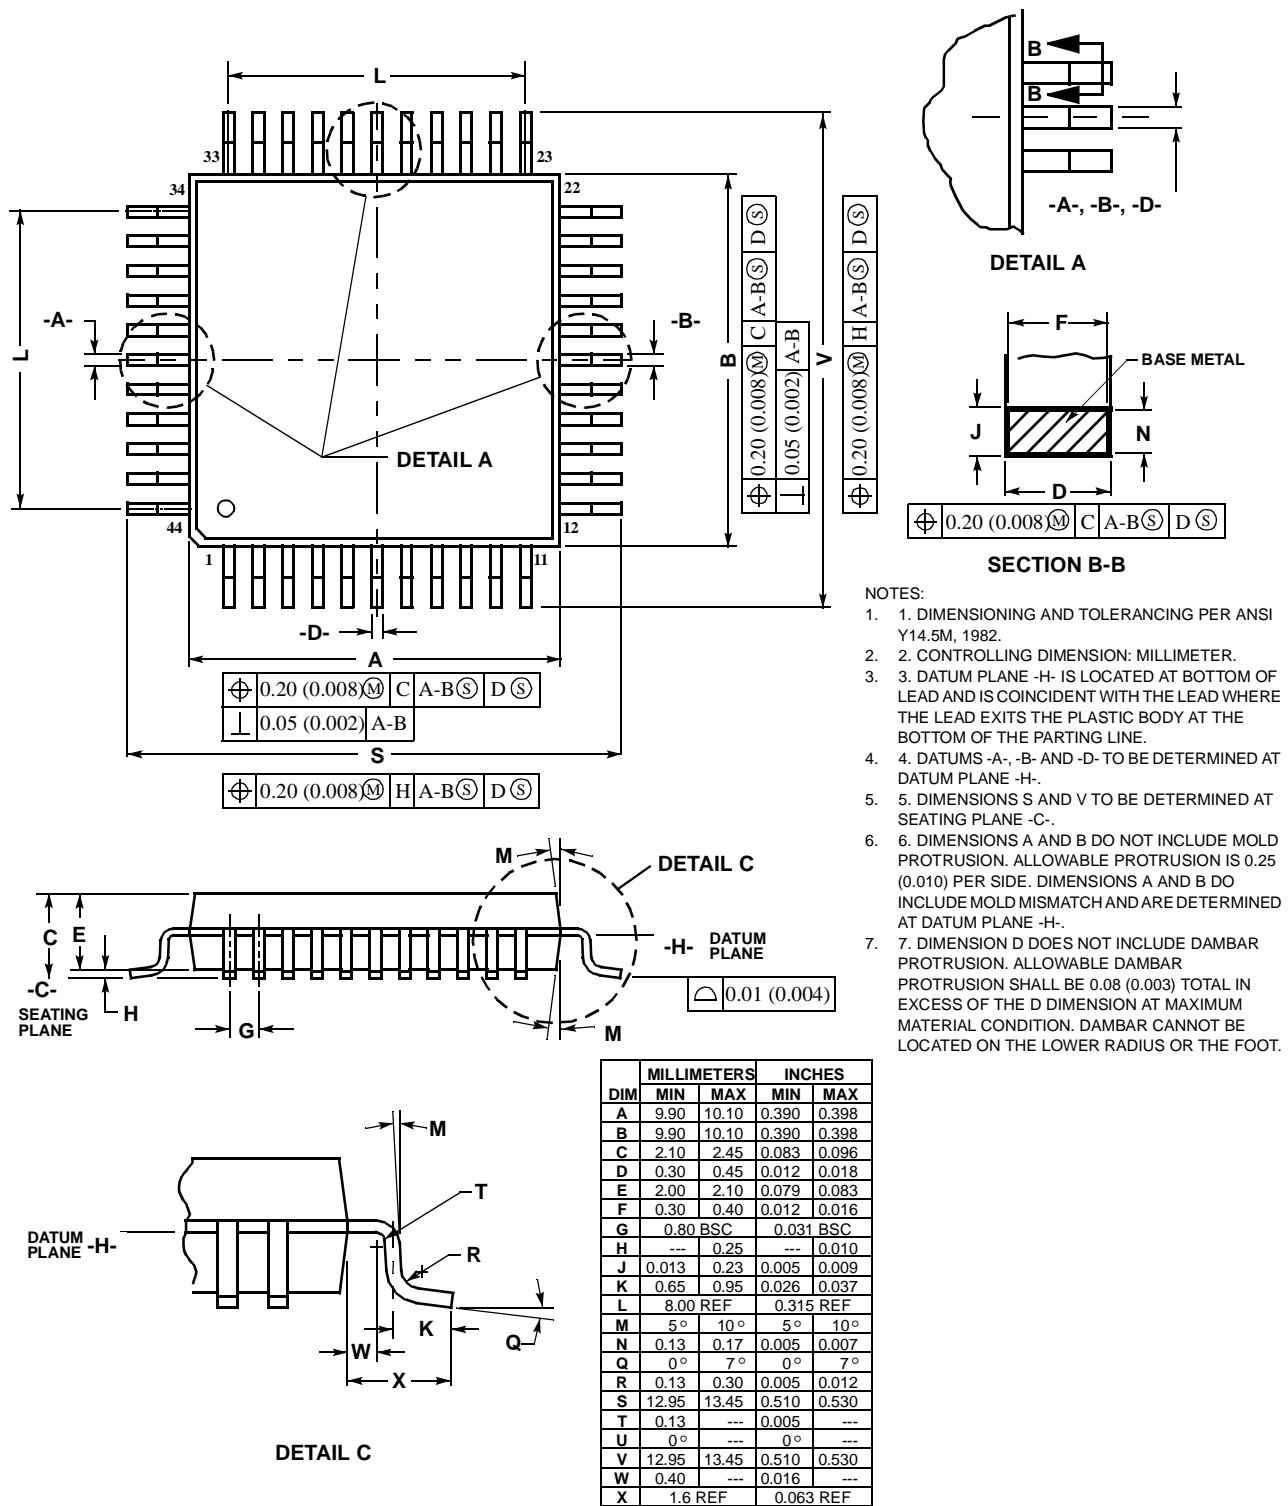 L
33
23
34
22
44
12
1
11
-A-
-B-
L
B
V
DETAIL A
-D-
A
0.20 (0.008) M C A-B S D S
0.05 (0.002) A-B
S
0.20 (0.008) M H A-B S D S
0.20 (0.008) M C A-B S D S
0.05 (0.002) A-B
0.20 (0.008) M H A-B S D S
B
B
-A-, -B-, -D-
DETAIL A
F
BASE METAL
J
N
D
0.20 (0.008) M C A-B S D S
SECTION B-B
NOTES:
1. 1. DIMENSIONING AND TOLERANCING PER ANSI
Y14.5M, 1982.
2. 2. CONTROLLING DIMENSION: MILLIMETER.
3. 3. DATUM PLANE -H- IS LOCATED AT BOTTOM OF
LEAD AND IS COINCIDENT WITH THE LEAD WHERE
THE LEAD EXITS THE PLASTIC BODY AT THE
BOTTOM OF THE PARTING LINE.
4. 4. DATUMS -A-, -B- AND -D- TO BE DETERMINED AT
DATUM PLANE -H-.
5. 5. DIMENSIONS S AND V TO BE DETERMINED AT
SEATING PLANE -C-.
6. 6. DIMENSIONS A AND B DO NOT INCLUDE MOLD
PROTRUSION. ALLOWABLE PROTRUSION IS 0.25
(0.010) PER SIDE. DIMENSIONS A AND B DO
INCLUDE MOLD MISMATCH AND ARE DETERMINED
AT DATUM PLANE -H-.
7. 7. DIMENSION D DOES NOT INCLUDE DAMBAR
PROTRUSION. ALLOWABLE DAMBAR
PROTRUSION SHALL BE 0.08 (0.003) TOTAL IN
EXCESS OF THE D DIMENSION AT MAXIMUM
MATERIAL CONDITION. DAMBAR CANNOT BE
LOCATED ON THE LOWER RADIUS OR THE FOOT.
M
DETAIL C
C
E
-H- DATUM
PLANE
-C-
SEATING
PLANE
H
G
0.01 (0.004)
M
M
T
DATUM
PLANE -H-
R
K
Q
W
X
DETAIL C
MILLIMETERS INCHES
DIM MIN MAX MIN MAX
A 9.90 10.10 0.390 0.398
B 9.90 10.10 0.390 0.398
C 2.10 2.45 0.083 0.096
D 0.30 0.45 0.012 0.018
E 2.00 2.10 0.079 0.083
F 0.30 0.40 0.012 0.016
G 0.80 BSC 0.031 BSC
H --- 0.25 --- 0.010
J 0.013 0.23 0.005 0.009
K 0.65 0.95 0.026 0.037
L 8.00 REF 0.315 REF
M 5° 10° 5° 10°
N 0.13 0.17 0.005 0.007
Q 0° 7° 0° 7°
R 0.13 0.30 0.005 0.012
S 12.95 13.45 0.510 0.530
T 0.13 --- 0.005 ---
U 0° --- 0° ---
V 12.95 13.45 0.510 0.530
W 0.40 --- 0.016 ---
X 1.6 REF 0.063 REF